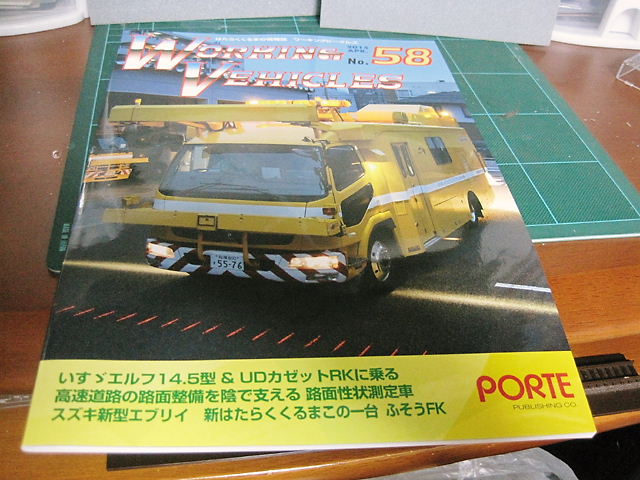 はたらくくるまの情報誌 ワーキングビークルズ
WORKING
VEHICLES
2015
APR.
No.58
55-76
いすゞエルフ14.5型 & UDカゼットRKに乗る
高速道路の路面整備を陰で支える 路面性状測定車
スズキ新型エブリイ 新はたらくくるまこの一台 ふそうFK
PORTE
PUBLISHING CO.